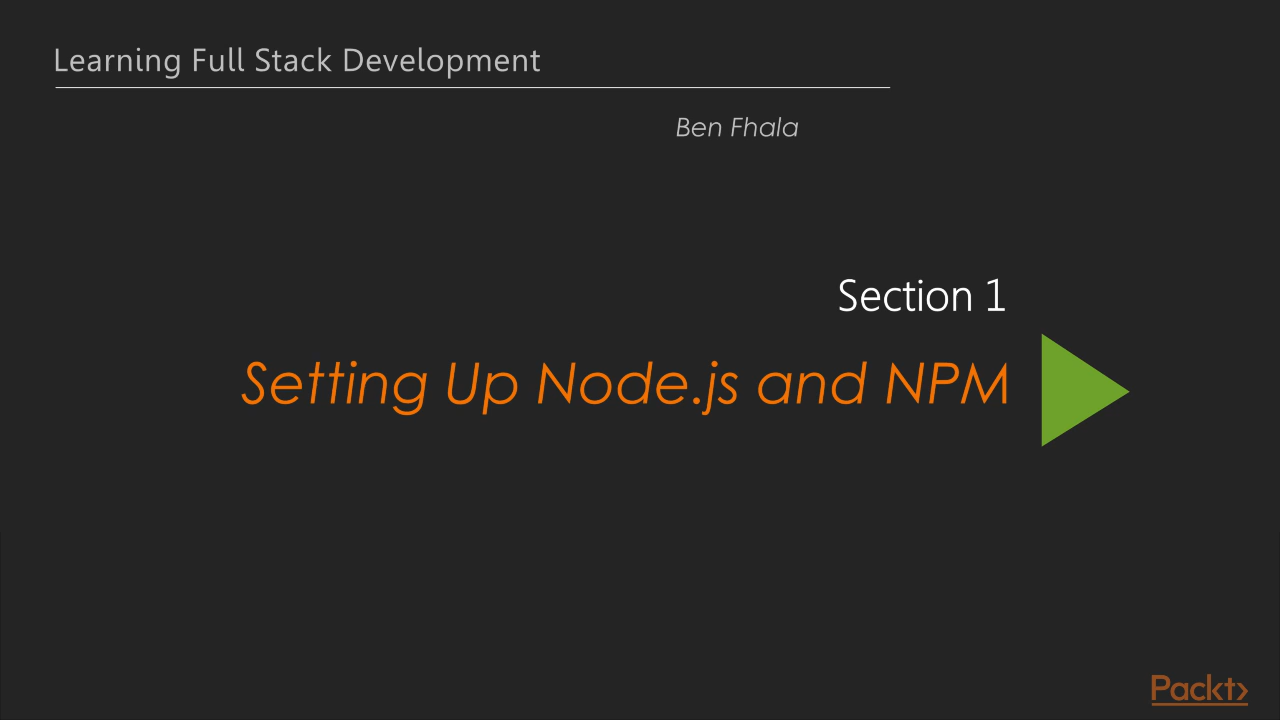 Learning Full Stack Development
Ben Fhala
Section 1
Setting Up Node.js and NPM
Packt>